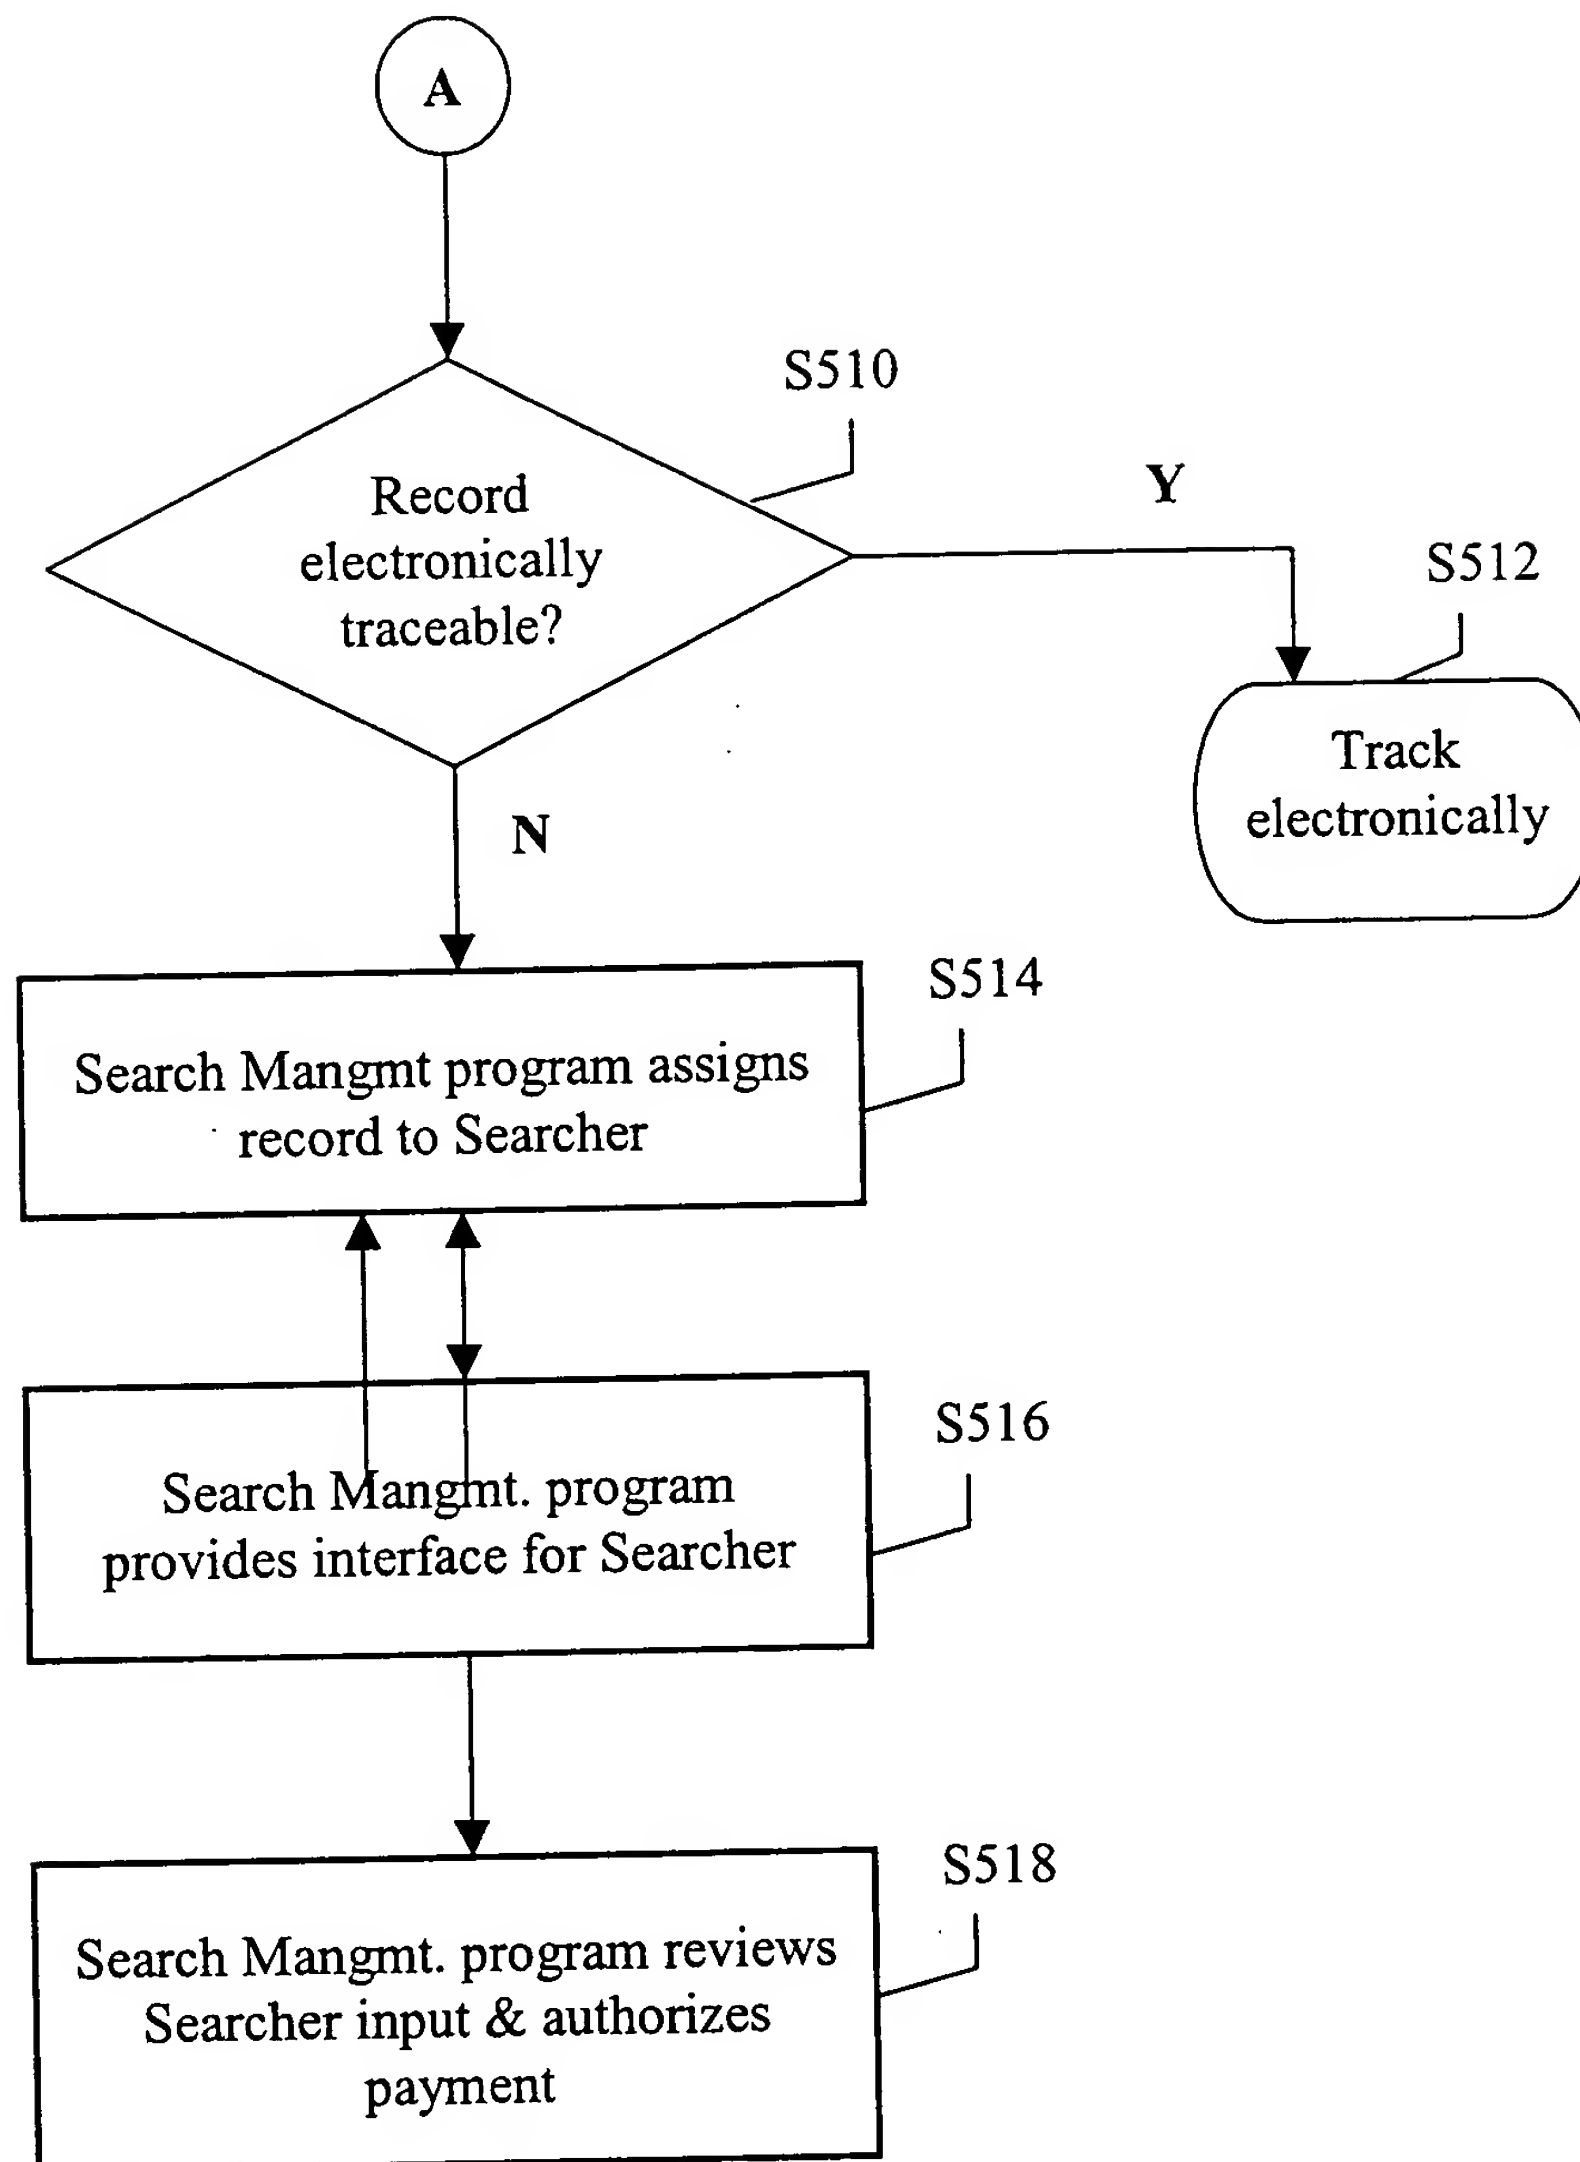 A
S510
Record
electronically
traceable?
Y
S512
Track
electronically
N
S514
Search Mangmt program assigns
record to Searcher
S516
Search Mangmt. program
provides interface for Searcher
S518
Search Mangmt. program reviews
Searcher input & authorizes
payment